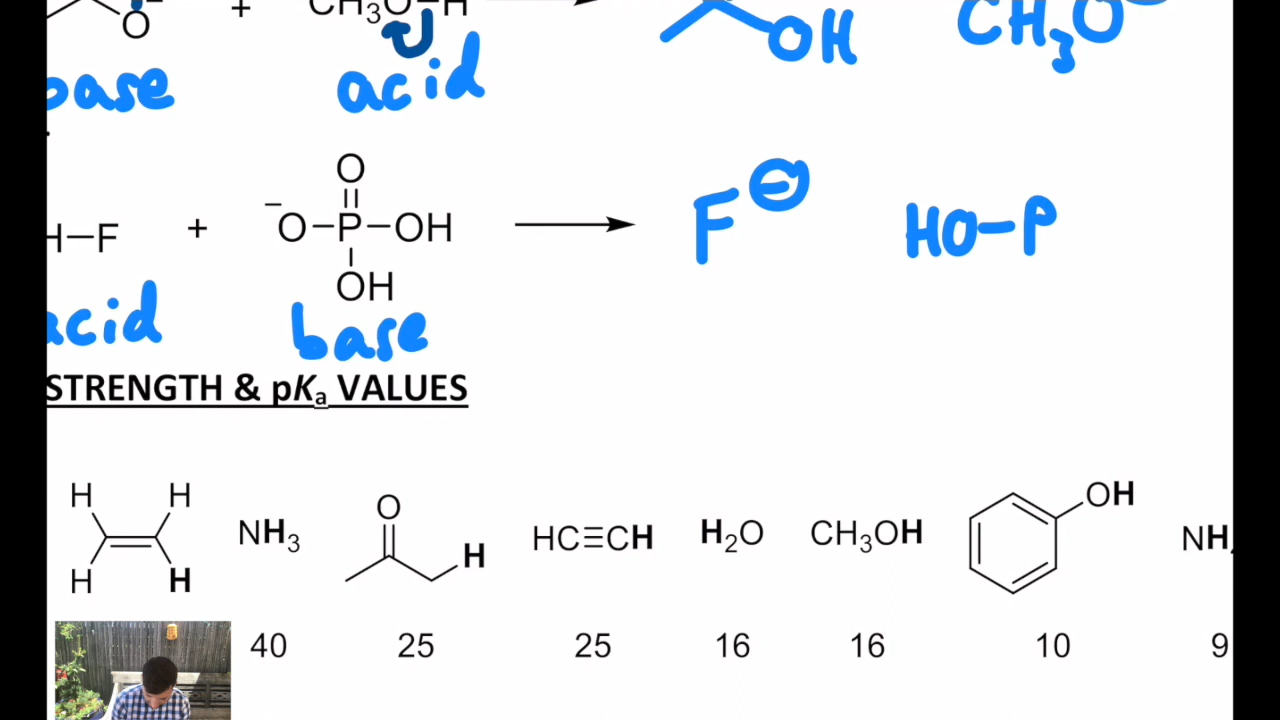 O⁻ + CH₃O–H → OH CH₃O⊖
base acid
O
H–F + ⁻O–P–OH → F⊖ HO–P
OH
acid base
STRENGTH & pKₐ VALUES
H H NH₃ O H HC≡CH H₂O CH₃OH OH NH
H H
40 25 25 16 16 10 9